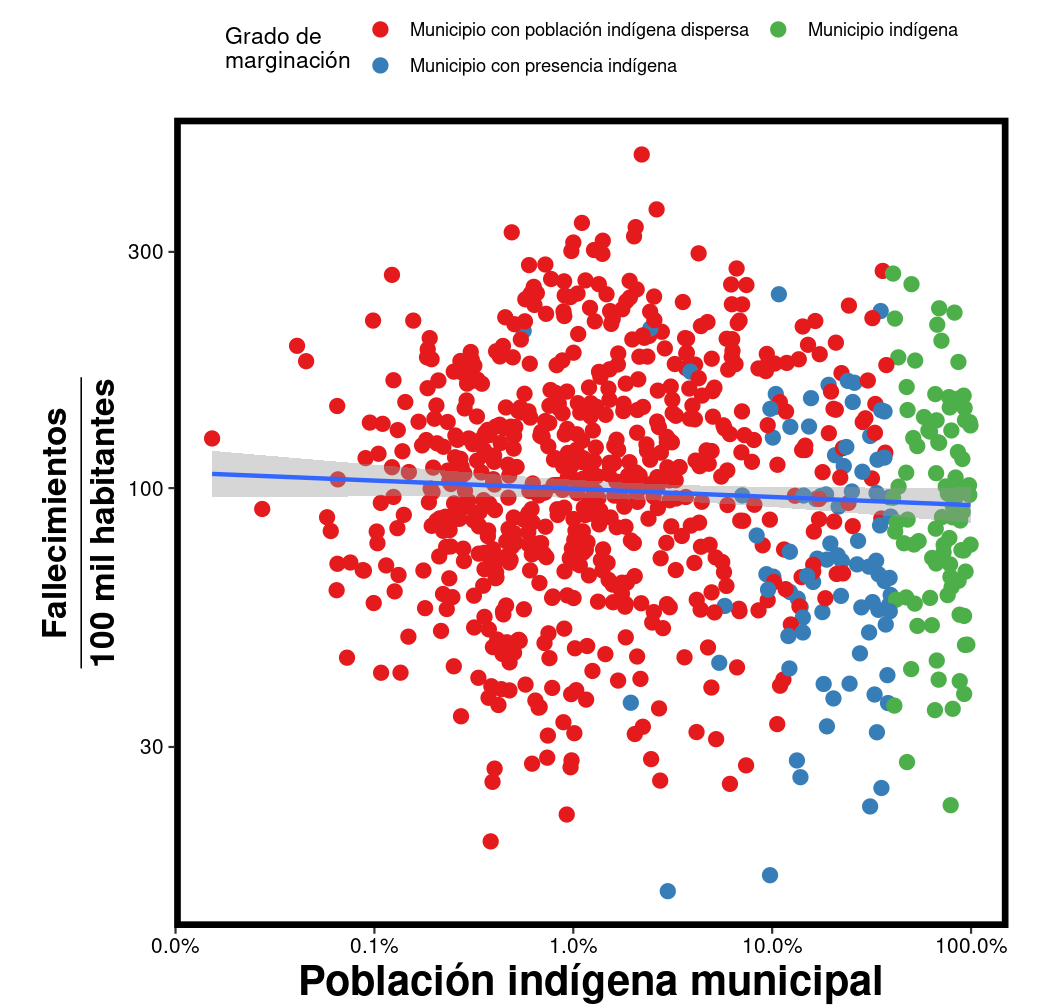 Grado de
marginación
Municipio con población indígena dispersa
Municipio indígena
Municipio con presencia indígena
Fallecimientos
100 mil habitantes
300
100
30
0.0%
0.1%
1.0%
10.0%
100.0%
Población indígena municipal